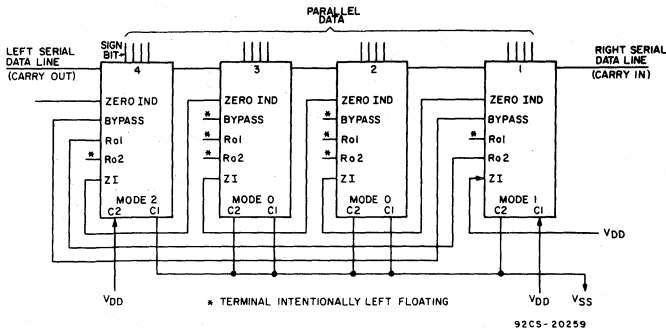 PARALLEL
DATA
LEFT SERIAL
DATA LINE
(CARRY OUT)
SIGN
BIT
RIGHT SERIAL
DATA LINE
(CARRY IN)
4
ZERO IND
BYPASS
Ro1
* Ro2
ZI
MODE 2
C2 C1
3
ZERO IND
* BYPASS
* Ro1
* Ro2
ZI
MODE 0
C2 C1
2
ZERO IND
* BYPASS
* Ro1
* Ro2
ZI
MODE 0
C2 C1
1
ZERO IND
BYPASS
* Ro1
Ro2
ZI
MODE 1
C2 C1
VDD
VDD
* TERMINAL INTENTIONALLY LEFT FLOATING
VDD
VSS
92CS-20259